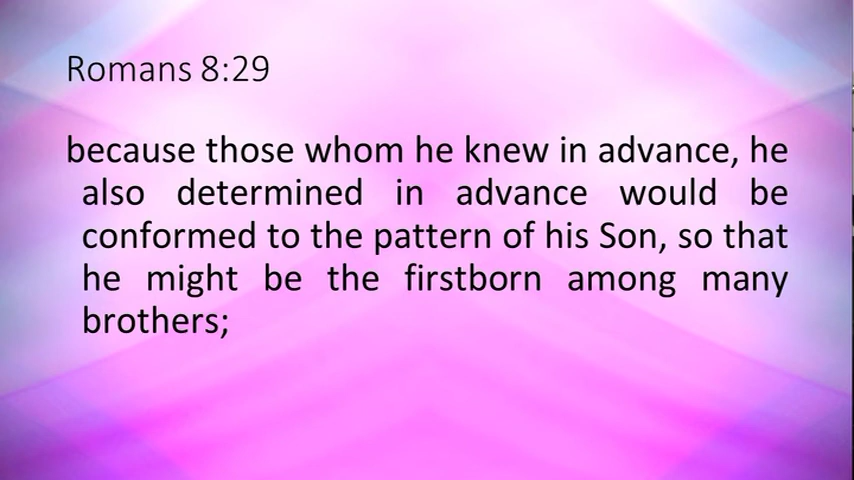 Romans 8:29
because those whom he knew in advance, he
also determined in advance would be
conformed to the pattern of his Son, so that
he might be the firstborn among many
brothers;